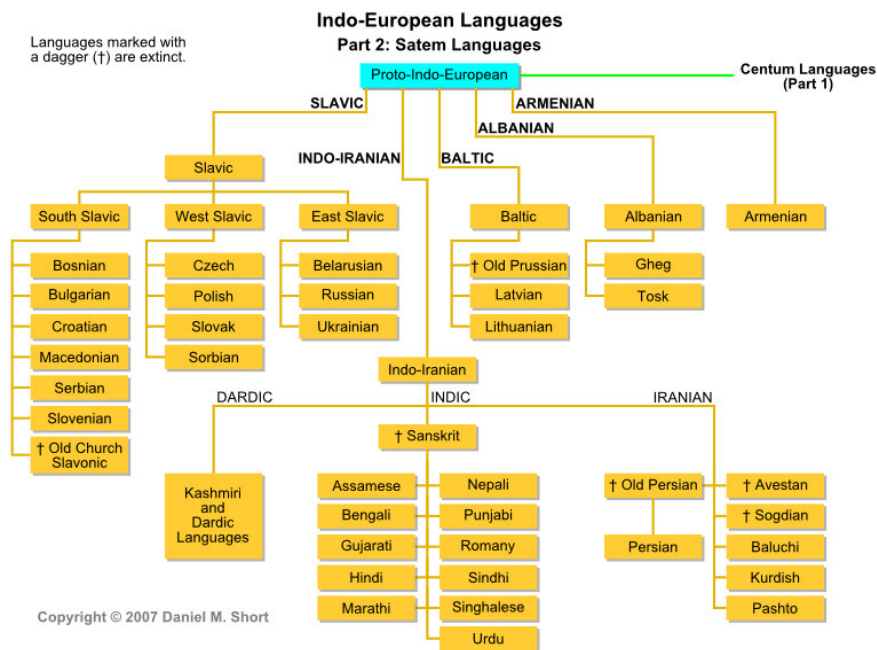 Indo-European Languages
Part 2: Satem Languages
Languages marked with
a dagger (†) are extinct.
Proto-Indo-European
Centum Languages
(Part 1)
SLAVIC
ARMENIAN
ALBANIAN
INDO-IRANIAN
BALTIC
Slavic
South Slavic
West Slavic
East Slavic
Baltic
Albanian
Armenian
Bosnian
Czech
Belarusian
† Old Prussian
Gheg
Bulgarian
Polish
Russian
Latvian
Tosk
Croatian
Slovak
Ukrainian
Lithuanian
Macedonian
Sorbian
Serbian
Slovenian
† Old Church
Slavonic
Indo-Iranian
DARDIC
INDIC
IRANIAN
† Sanskrit
Kashmiri
and
Dardic
Languages
Assamese
Nepali
† Old Persian
† Avestan
Bengali
Punjabi
† Sogdian
Gujarati
Romany
Persian
Baluchi
Hindi
Sindhi
Kurdish
Marathi
Singhalese
Pashto
Urdu
Copyright © 2007 Daniel M. Short